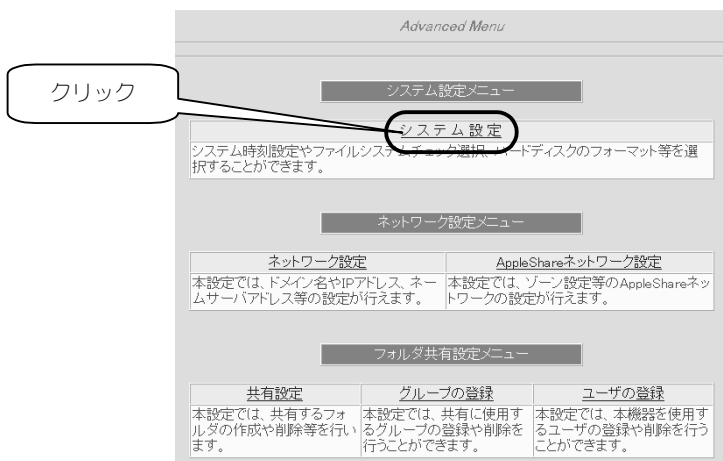 Advanced Menu
クリック
システム設定メニュー
システム設定
システム時刻設定やファイルシステムチェック選択、ハードディスクのフォーマット等を選
択することができます。
ネットワーク設定メニュー
ネットワーク設定
AppleShareネットワーク設定
本設定では、ドメイン名やIPアドレス、ネー
ムサーバアドレス等の設定が行えます。
本設定では、ゾーン設定等のAppleShareネッ
トワークの設定が行えます。
フォルダ共有設定メニュー
共有設定
グループの登録
ユーザの登録
本設定では、共有するフォ
ルダの作成や削除等を行い
ます。
本設定では、共有に使用す
るグループの登録や削除を
行うことができます。
本設定では、本機器を使用す
るユーザの登録や削除を行う
ことができます。